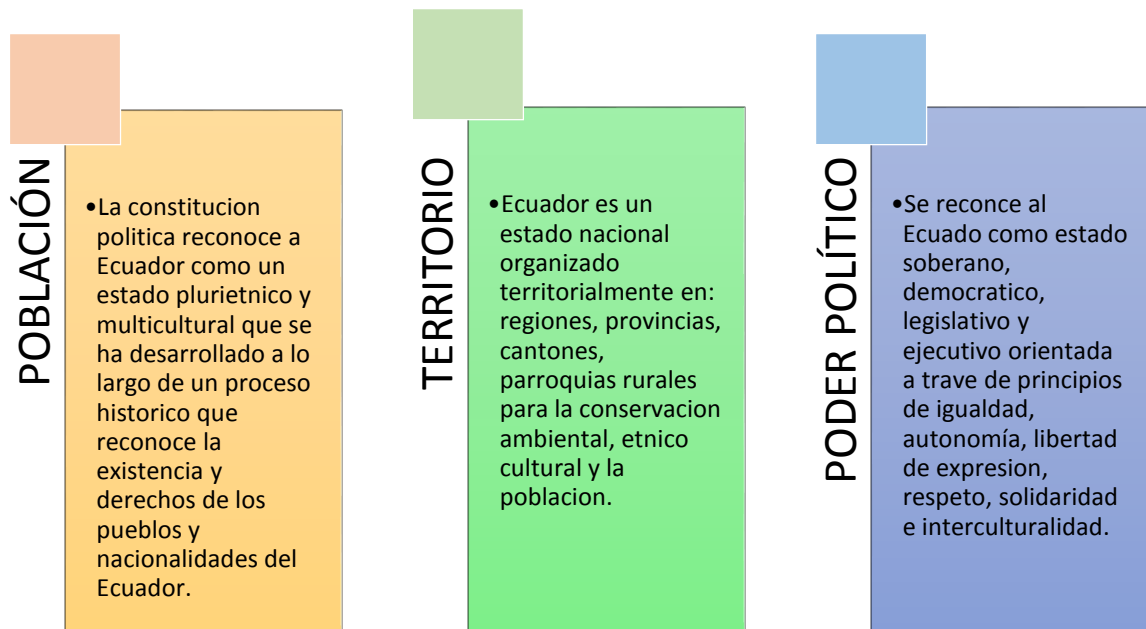 POBLACIÓN
•La constitucion
politica reconoce a
Ecuador como un
estado plurietnico y
multicultural que se
ha desarrollado a lo
largo de un proceso
historico que
reconoce la
existencia y
derechos de los
pueblos y
nacionalidades del
Ecuador.
TERRITORIO
•Ecuador es un
estado nacional
organizado
territorialmente en:
regiones, provincias,
cantones,
parroquias rurales
para la conservacion
ambiental, etnico
cultural y la
poblacion.
PODER POLÍTICO
•Se reconce al
Ecuado como estado
soberano,
democratico,
legislativo y
ejecutivo orientada
a trave de principios
de igualdad,
autonomía, libertad
de expresion,
respeto, solidaridad
e interculturalidad.